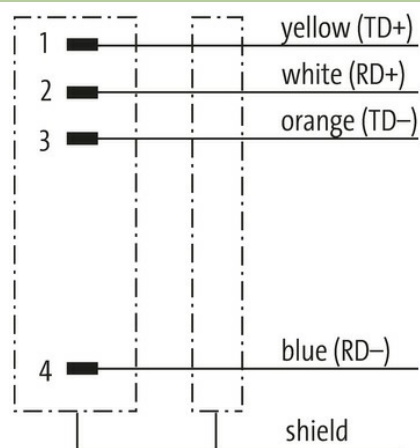 1 yellow (TD+)
2 white (RD+)
3 orange (TD–)
4 blue (RD–)
shield